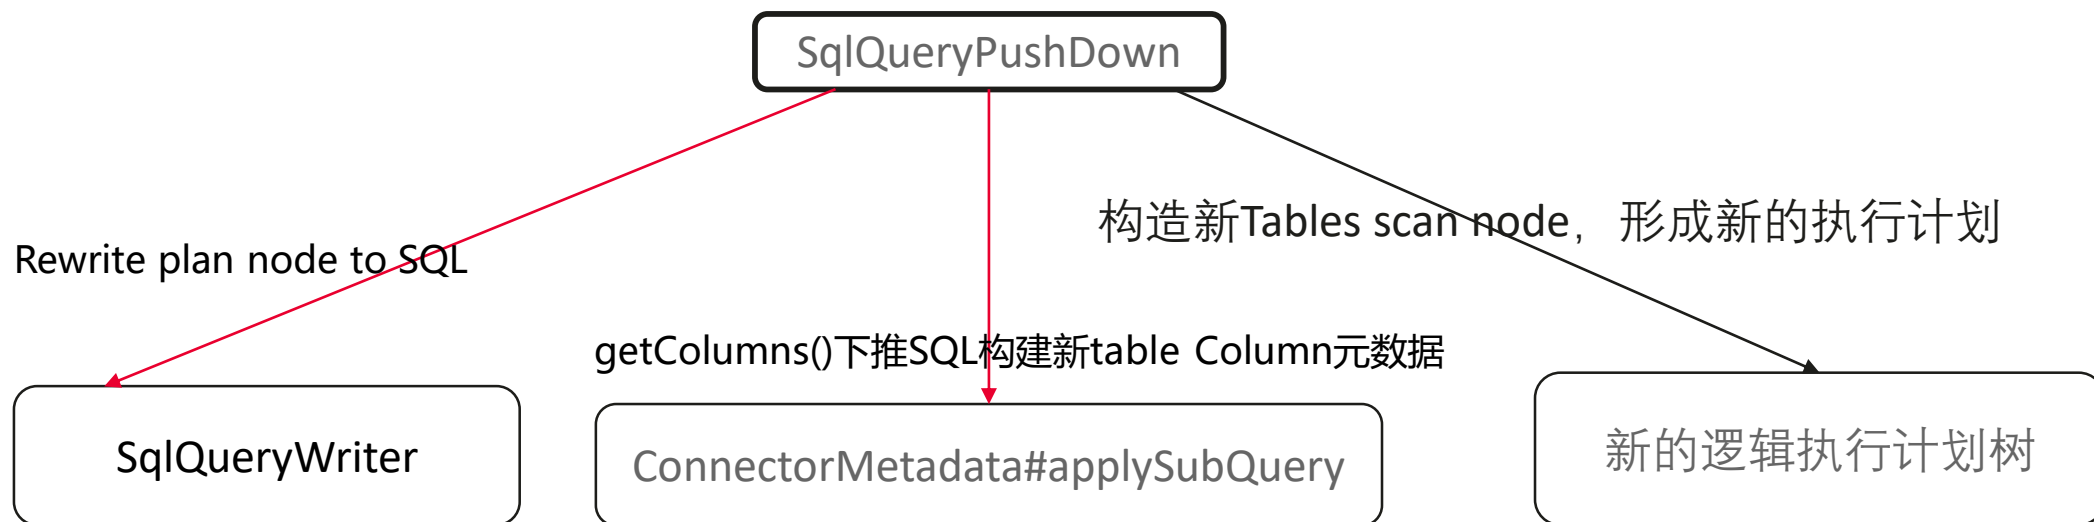 SqlQueryPushDown
构造新Tables scan node，形成新的执行计划
Rewrite plan node to SQL
getColumns()下推SQL构建新table Column元数据
SqlQueryWriter
ConnectorMetadata#applySubQuery
新的逻辑执行计划树